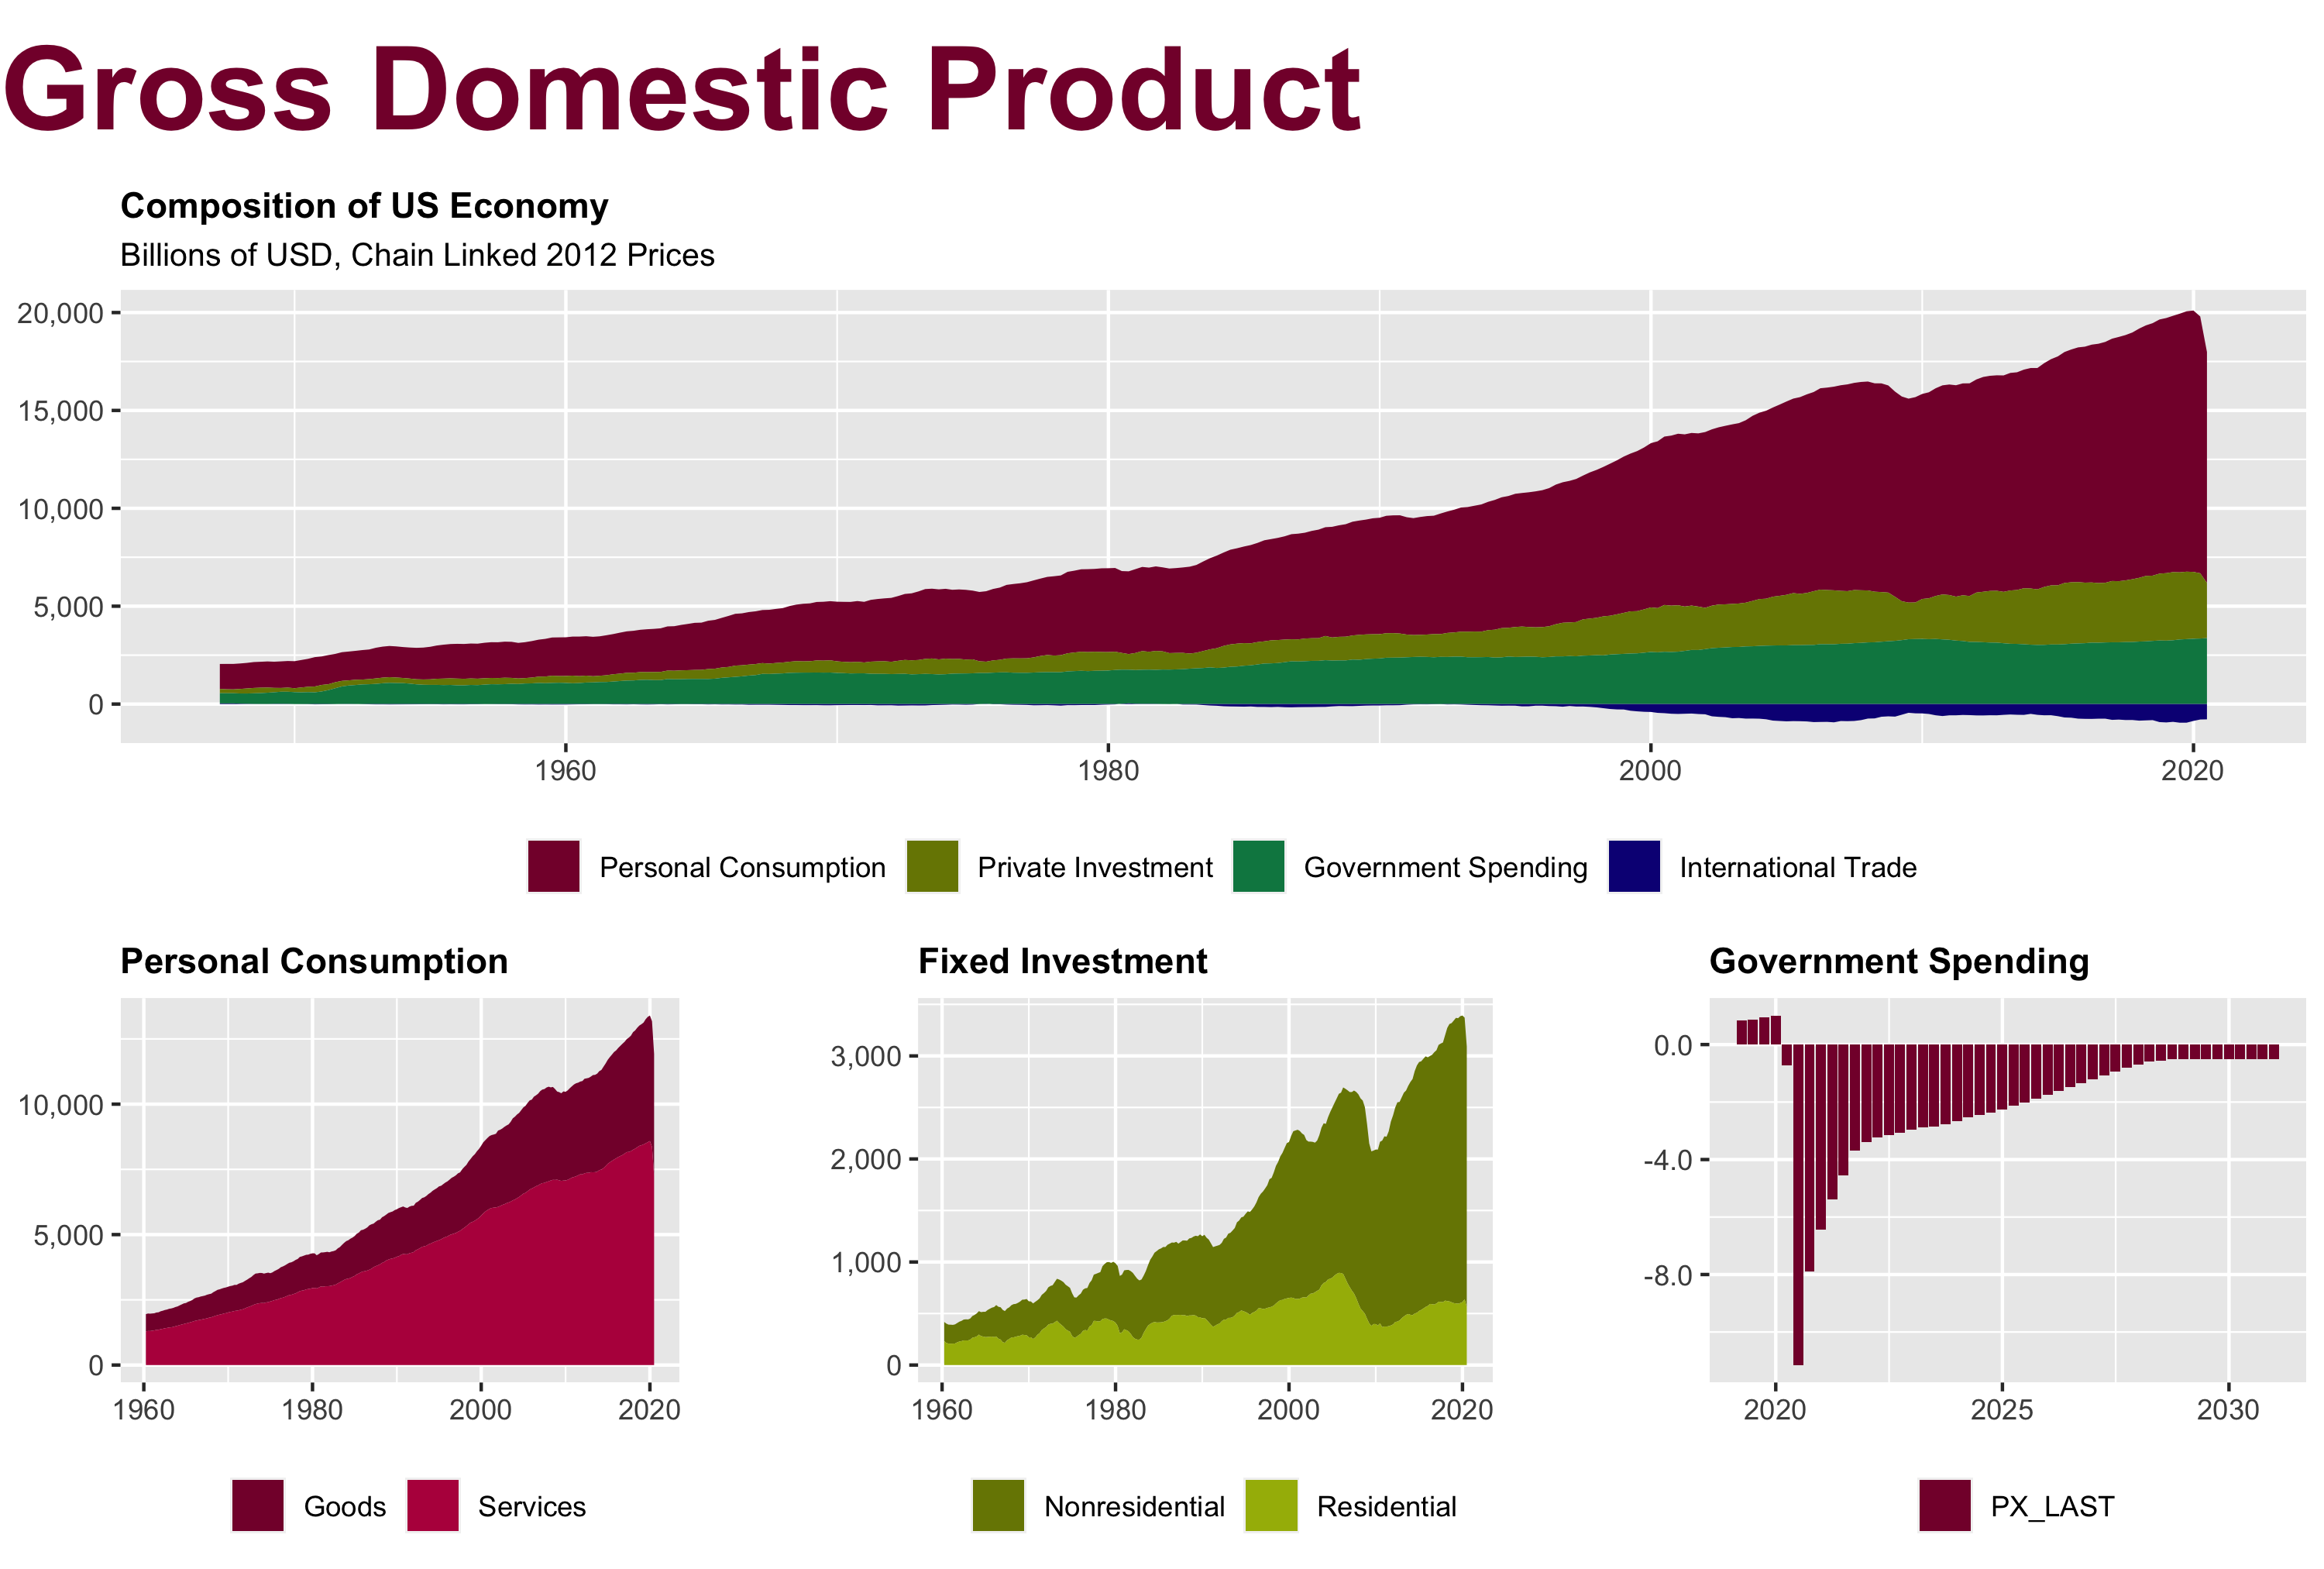 Gross Domestic Product
Composition of US Economy
Billions of USD, Chain Linked 2012 Prices
20,000
15,000
10,000
5,000
0
1960 1980 2000 2020
Personal Consumption Private Investment Government Spending International Trade
Personal Consumption
10,000
5,000
0
1960 1980 2000 2020
Goods Services
Fixed Investment
3,000
2,000
1,000
0
1960 1980 2000 2020
Nonresidential Residential
Government Spending
0.0
-4.0
-8.0
2020 2025 2030
PX_LAST